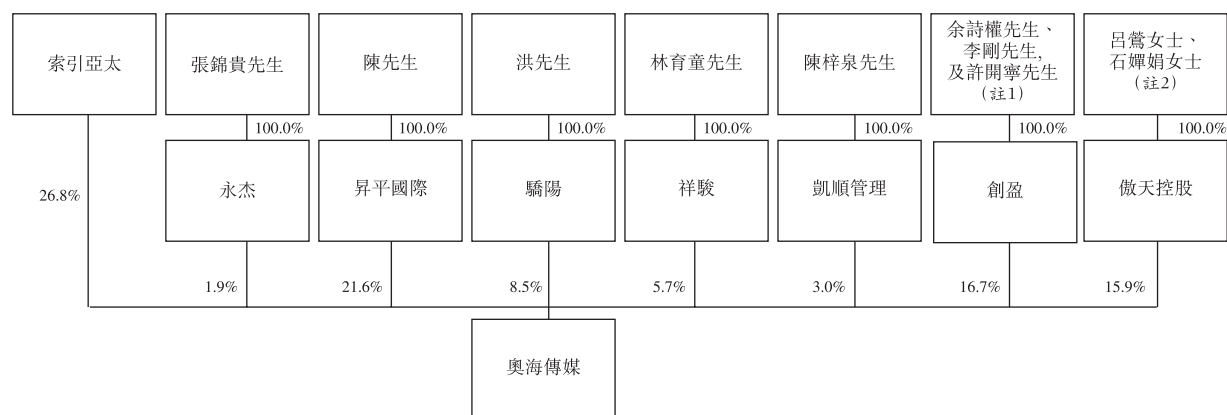 索引亞太
張錦貴先生
陳先生
洪先生
林育童先生
陳梓泉先生
余詩權先生、
李剛先生,
及許開寧先生
(註1)
呂鶯女士、
石嬋娟女士
(註2)
100.0%
100.0%
100.0%
100.0%
100.0%
100.0%
100.0%
26.8%
永杰
昇平國際
驕陽
祥駿
凱順管理
創盈
傲天控股
1.9%
21.6%
8.5%
5.7%
3.0%
16.7%
15.9%
奧海傳媒